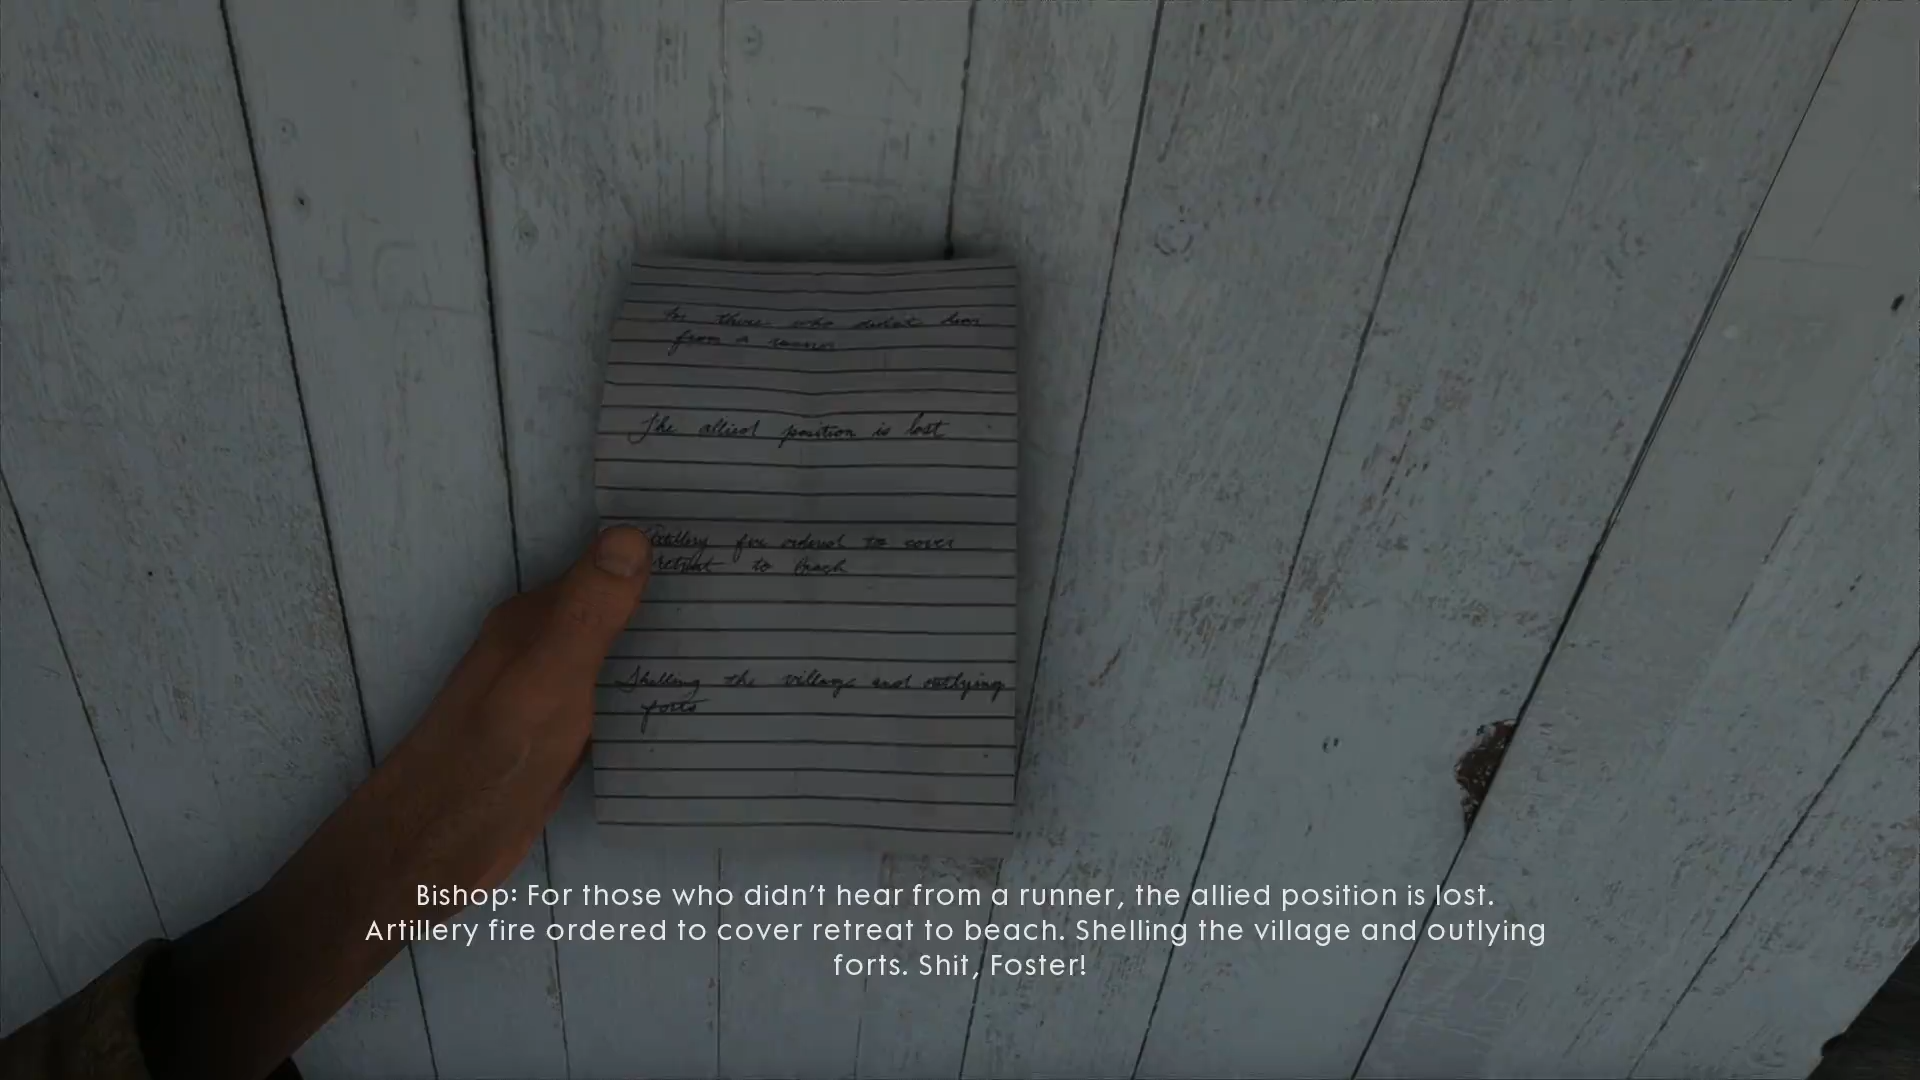 For those who didn't hear
from a runner
The allied position is lost
Artillery fire ordered to cover
retreat to beach
Shelling the village and outlying
forts
Bishop: For those who didn't hear from a runner, the allied position is lost.
Artillery fire ordered to cover retreat to beach. Shelling the village and outlying
forts. Shit, Foster!